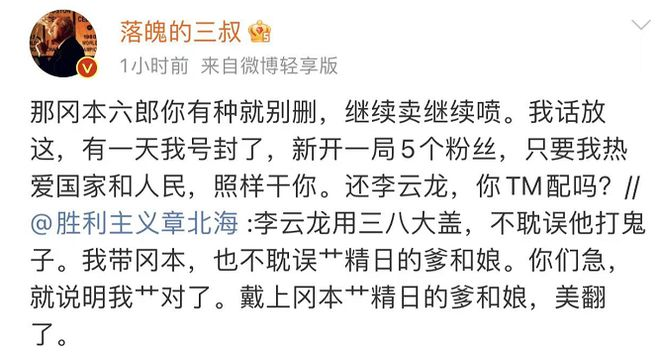 落魄的三叔
1小时前 来自微博轻享版
那冈本六郎你有种就别删，继续卖继续喷。我话放
这，有一天我号封了，新开一局5个粉丝，只要我热
爱国家和人民，照样干你。还李云龙，你TM配吗？//
@胜利主义章北海 :李云龙用三八大盖，不耽误他打鬼
子。我带冈本，也不耽误艹精日的爹和娘。你们急，
就说明我艹对了。戴上冈本艹精日的爹和娘，美翻
了。